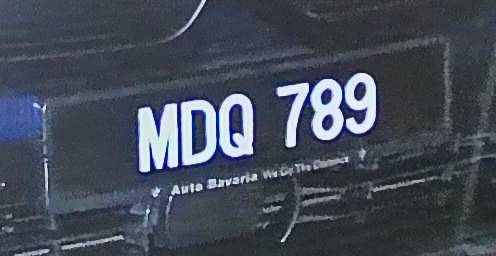 MDQ 789
Auto Bavaria We Go The Distance